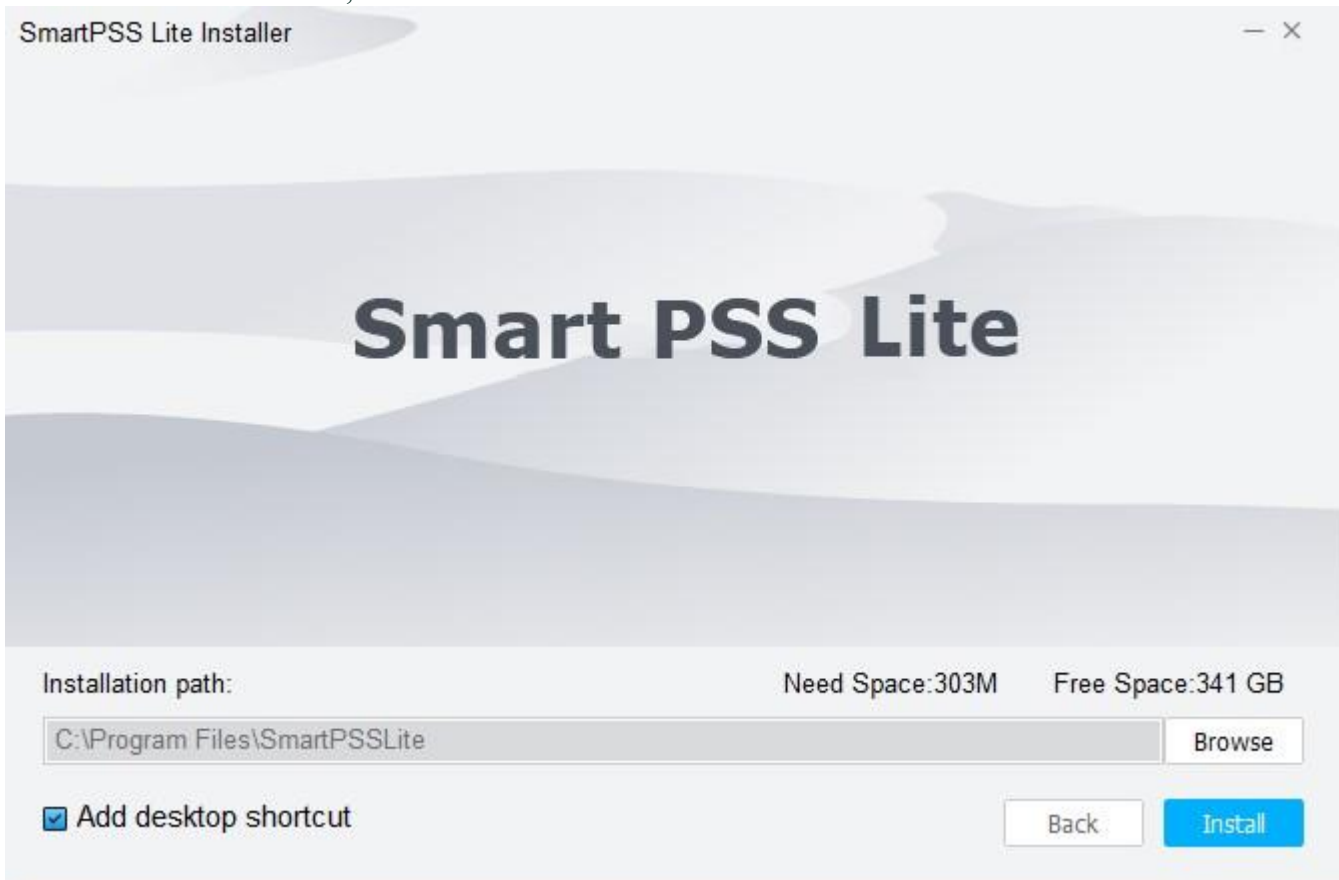 SmartPSS Lite Installer
Smart PSS Lite
Installation path: Need Space:303M Free Space:341 GB
C:\Program Files\SmartPSSLite Browse
Add desktop shortcut Back Install